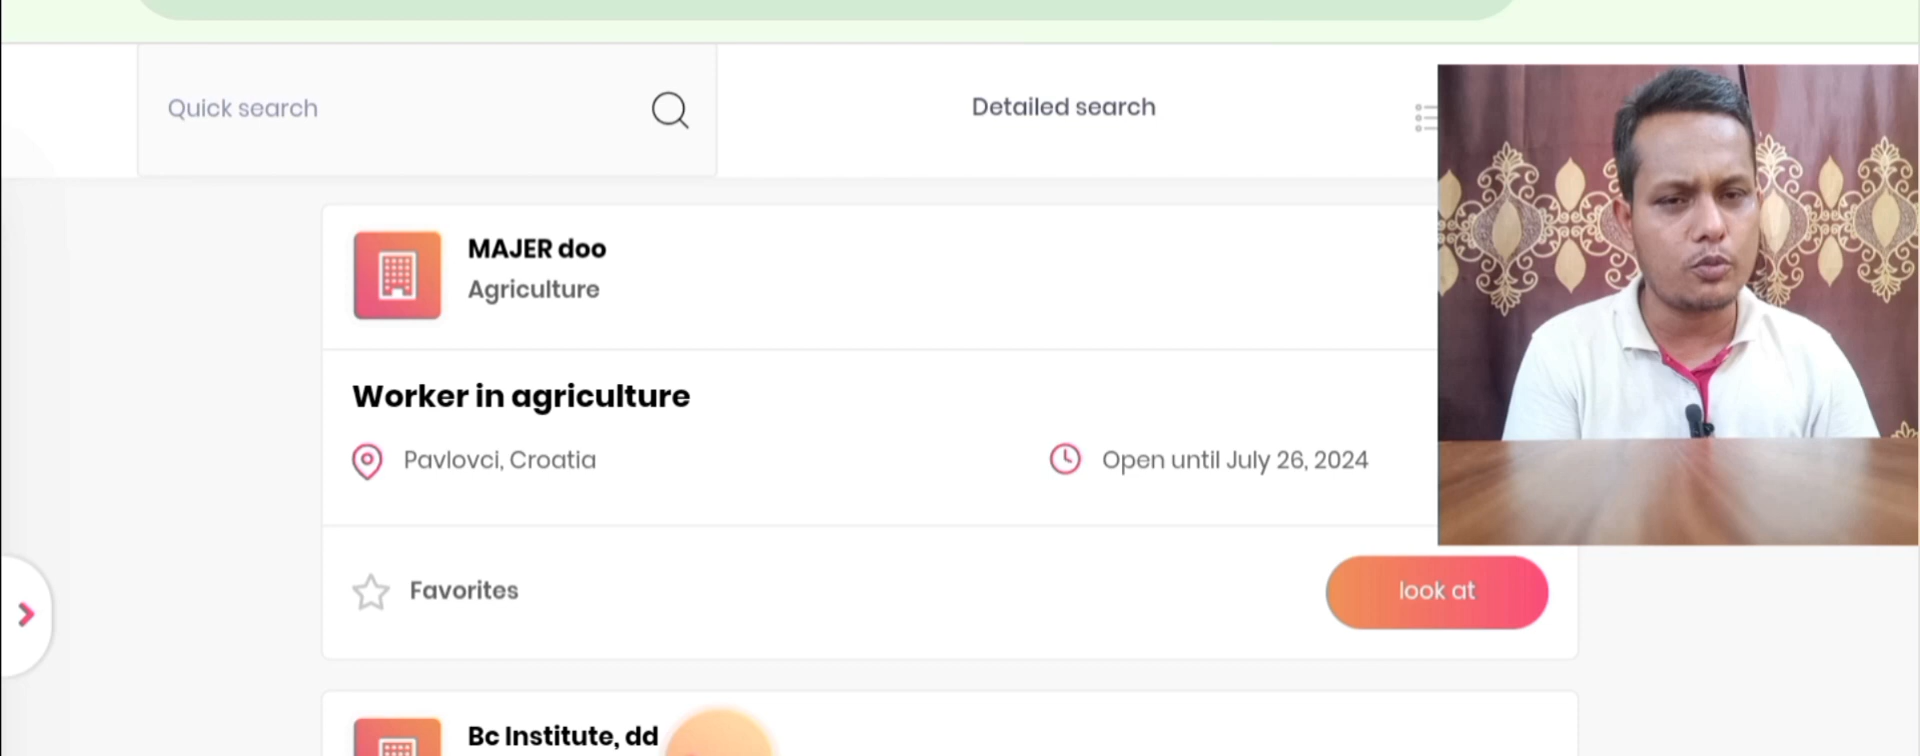 Quick search
Detailed search
MAJER doo
Agriculture
Worker in agriculture
Pavlovci, Croatia
Open until July 26, 2024
Favorites
look at
Bc Institute, dd